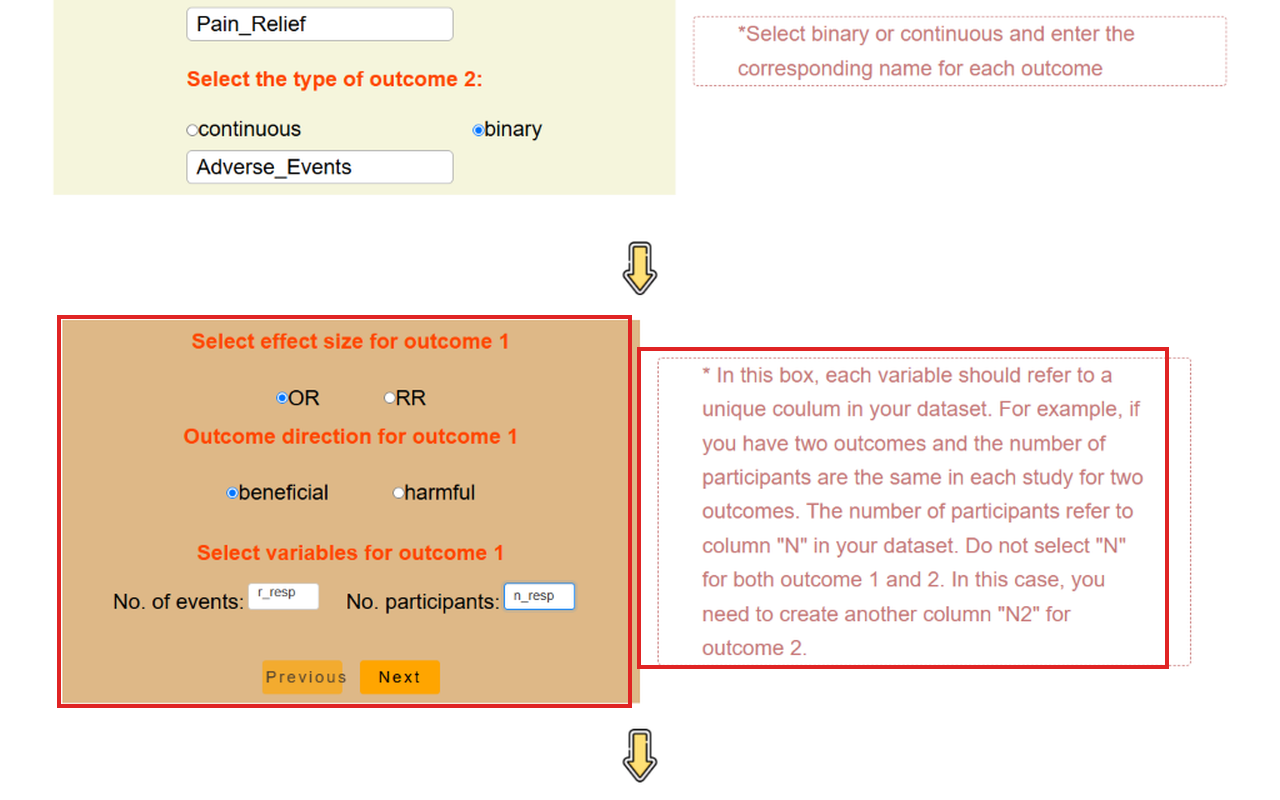 Pain_Relief
*Select binary or continuous and enter the
corresponding name for each outcome
Select the type of outcome 2:
continuous binary
Adverse_Events
Select effect size for outcome 1
OR RR
Outcome direction for outcome 1
beneficial harmful
Select variables for outcome 1
No. of events: r_resp No. participants: n_resp
Previous Next
* In this box, each variable should refer to a
unique coulum in your dataset. For example, if
you have two outcomes and the number of
participants are the same in each study for two
outcomes. The number of participants refer to
column "N" in your dataset. Do not select "N"
for both outcome 1 and 2. In this case, you
need to create another column "N2" for
outcome 2.